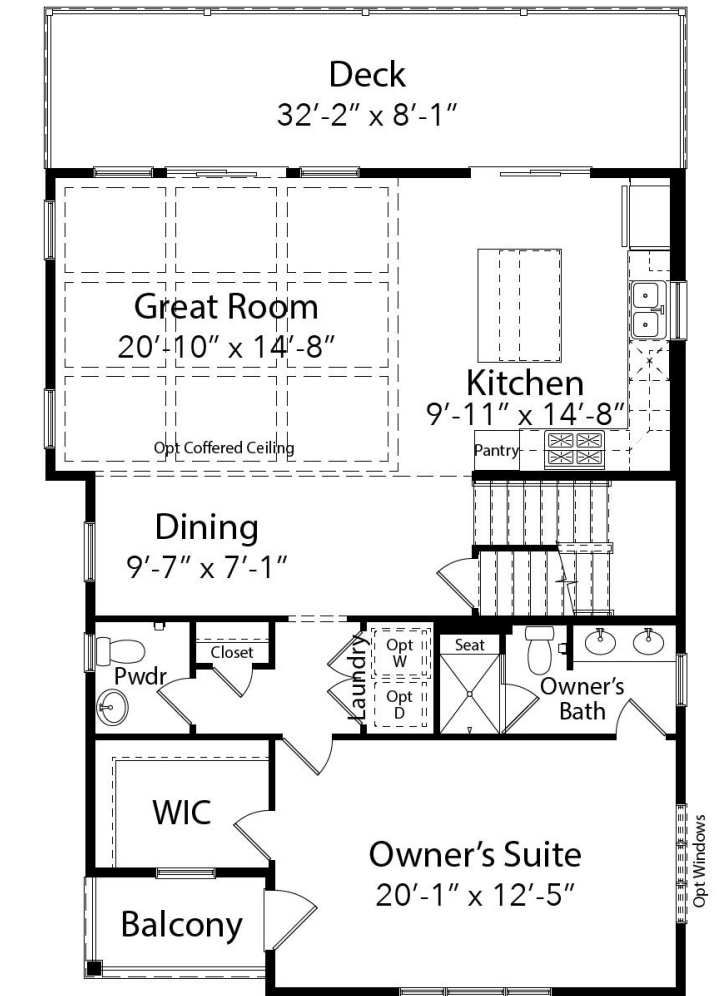 Deck
32’-2” x 8’-1”
Great Room
20’-10” x 14’-8”
Kitchen
9’-11” x 14’-8”
Opt Coffered Ceiling
Pantry
Dining
9’-7” x 7’-1”
Pwdr
Closet
Laundry
Opt
W
Opt
D
Seat
Owner’s
Bath
WIC
Owner’s Suite
20’-1” x 12’-5”
Opt Windows
Balcony